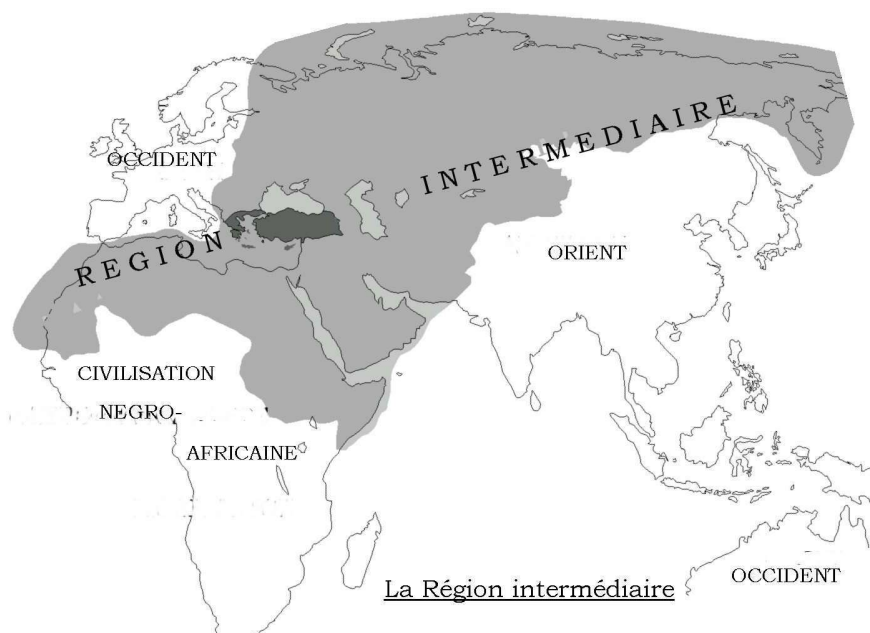 OCCIDENT
REGION INTERMEDIAIRE
ORIENT
CIVILISATION
NEGRO-
AFRICAINE
La Région intermédiaire
OCCIDENT